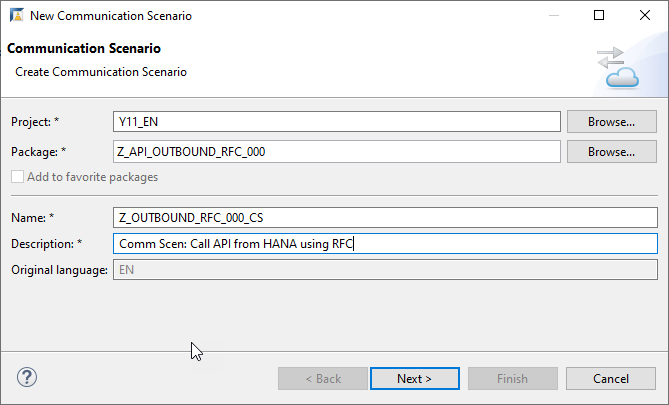 New Communication Scenario
Communication Scenario
Create Communication Scenario
Project: * Y11_EN Browse...
Package: * Z_API_OUTBOUND_RFC_000 Browse...
Add to favorite packages
Name: * Z_OUTBOUND_RFC_000_CS
Description: * Comm Scen: Call API from HANA using RFC
Original language: EN
? < Back Next > Finish Cancel